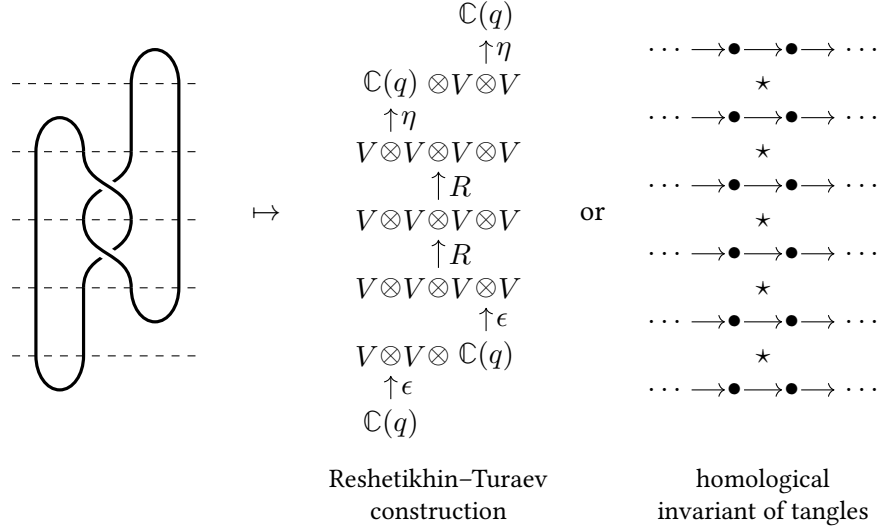 ℂ(q)
↑η
ℂ(q) ⊗V⊗V
↑η
V⊗V⊗V⊗V
↑R
↦ V⊗V⊗V⊗V or
↑R
V⊗V⊗V⊗V
↑ϵ
V⊗V⊗ ℂ(q)
↑ϵ
ℂ(q)
··· ⟶●⟶●⟶ ···
⋆
··· ⟶●⟶●⟶ ···
⋆
··· ⟶●⟶●⟶ ···
⋆
··· ⟶●⟶●⟶ ···
⋆
··· ⟶●⟶●⟶ ···
⋆
··· ⟶●⟶●⟶ ···
Reshetikhin–Turaev
construction
homological
invariant of tangles